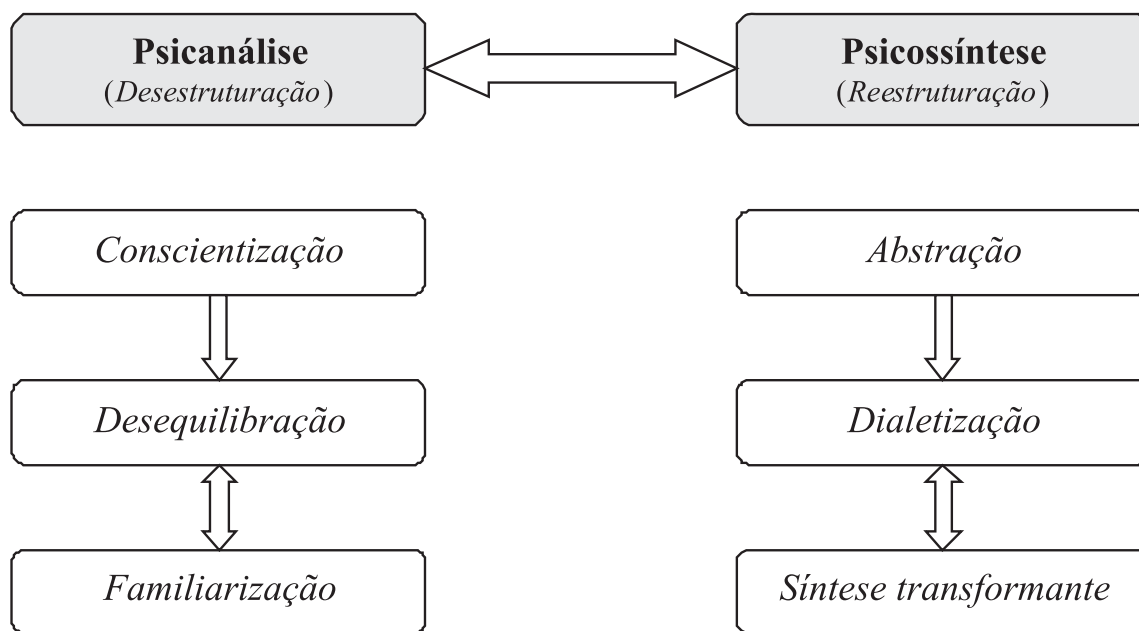 Psicanálise
(Desestruturação)
Psicossíntese
(Reestruturação)
Conscientização
Abstração
Desequilibração
Dialetização
Familiarização
Síntese transformante